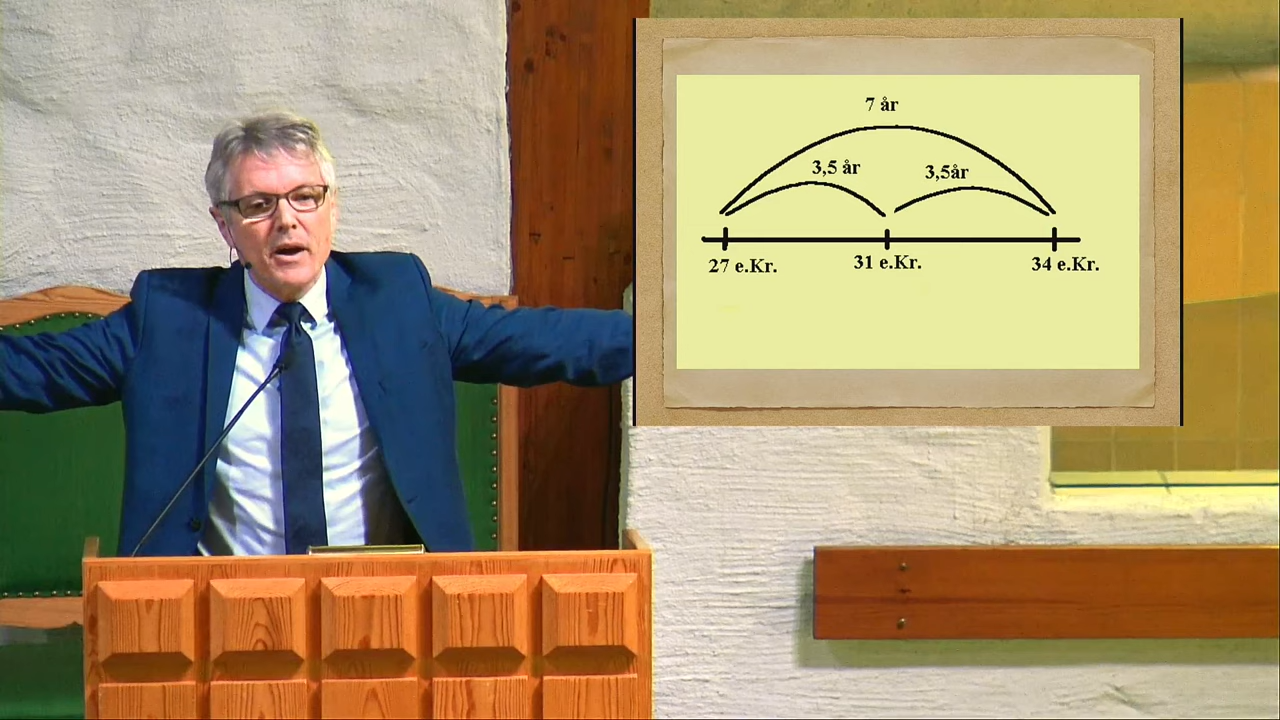 7 år
3,5 år
3,5år
27 e.Kr.
31 e.Kr.
34 e.Kr.